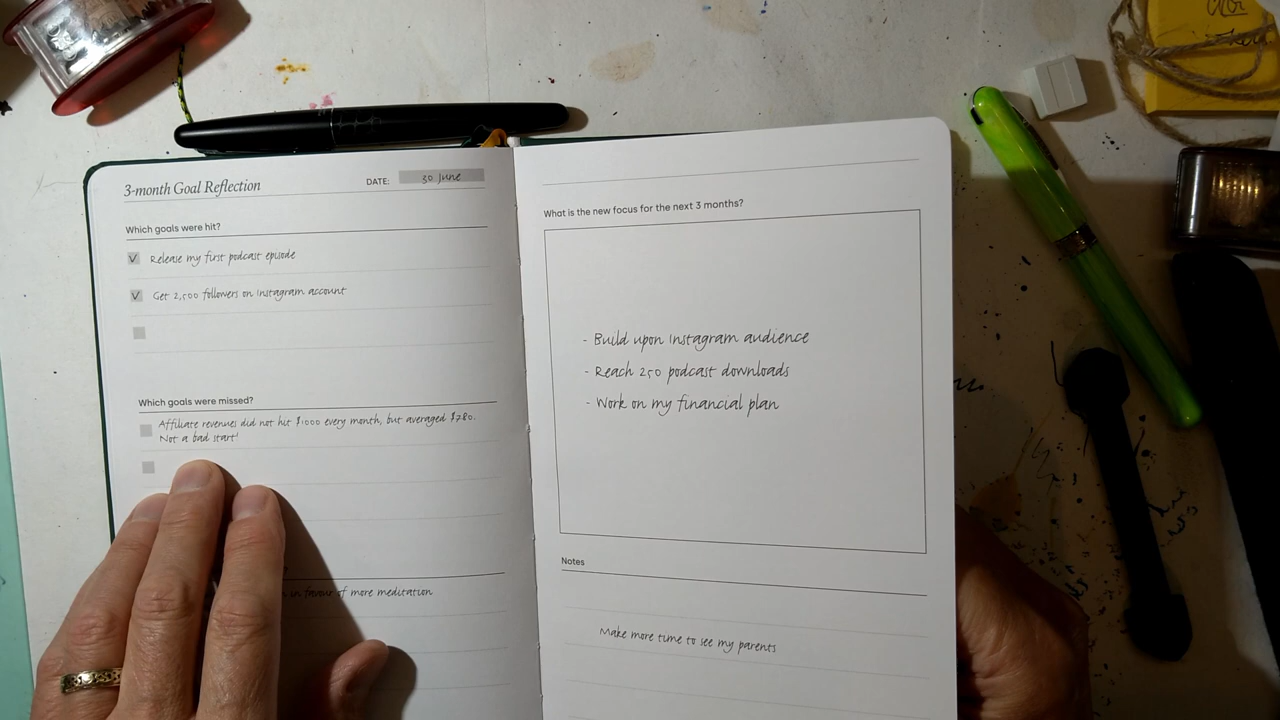 3-month Goal Reflection
DATE: 30 June
Which goals were hit?
Release my first podcast episode
Get 2,500 followers on Instagram account
Which goals were missed?
Affiliate revenues did not hit $1000 every month, but averaged $780.
Not a bad start!
in favour of more meditation
What is the new focus for the next 3 months?
- Build upon Instagram audience
- Reach 250 podcast downloads
- Work on my financial plan
Notes
Make more time to see my parents